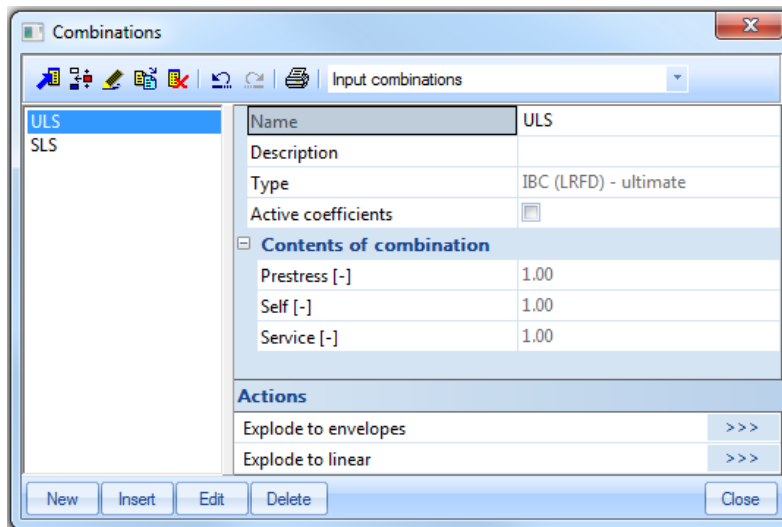 Combinations
Input combinations
ULS
SLS
Name ULS
Description
Type IBC (LRFD) - ultimate
Active coefficients
Contents of combination
Prestress [-] 1.00
Self [-] 1.00
Service [-] 1.00
Actions
Explode to envelopes >>>
Explode to linear >>>
New Insert Edit Delete Close